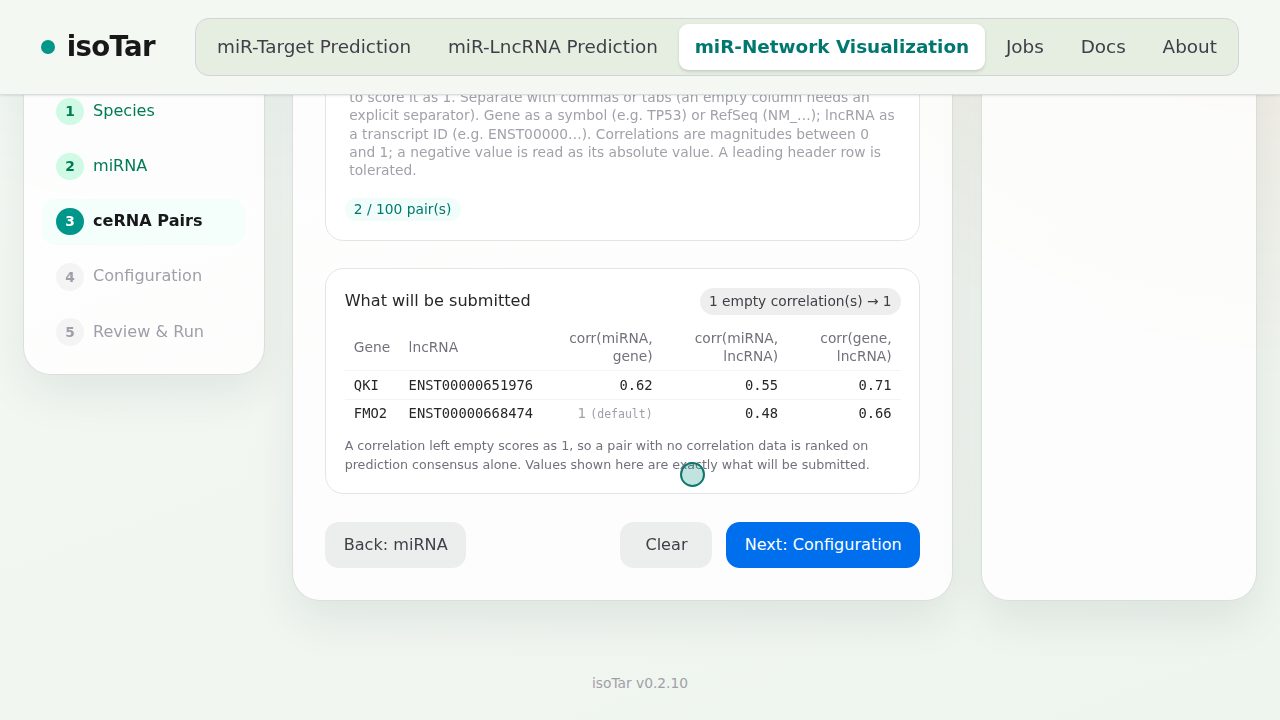 isoTar
miR-Target Prediction
miR-LncRNA Prediction
miR-Network Visualization
Jobs
Docs
About
1 Species
2 miRNA
3 ceRNA Pairs
4 Configuration
5 Review & Run
to score it as 1. Separate with commas or tabs (an empty column needs an
explicit separator). Gene as a symbol (e.g. TP53) or RefSeq (NM_…); lncRNA as
a transcript ID (e.g. ENST00000…). Correlations are magnitudes between 0
and 1; a negative value is read as its absolute value. A leading header row is
tolerated.
2 / 100 pair(s)
What will be submitted
1 empty correlation(s) → 1
Gene lncRNA corr(miRNA, gene) corr(miRNA, lncRNA) corr(gene, lncRNA)
QKI ENST00000651976 0.62 0.55 0.71
FMO2 ENST00000668474 1 (default) 0.48 0.66
A correlation left empty scores as 1, so a pair with no correlation data is ranked on
prediction consensus alone. Values shown here are exactly what will be submitted.
Back: miRNA
Clear
Next: Configuration
isoTar v0.2.10